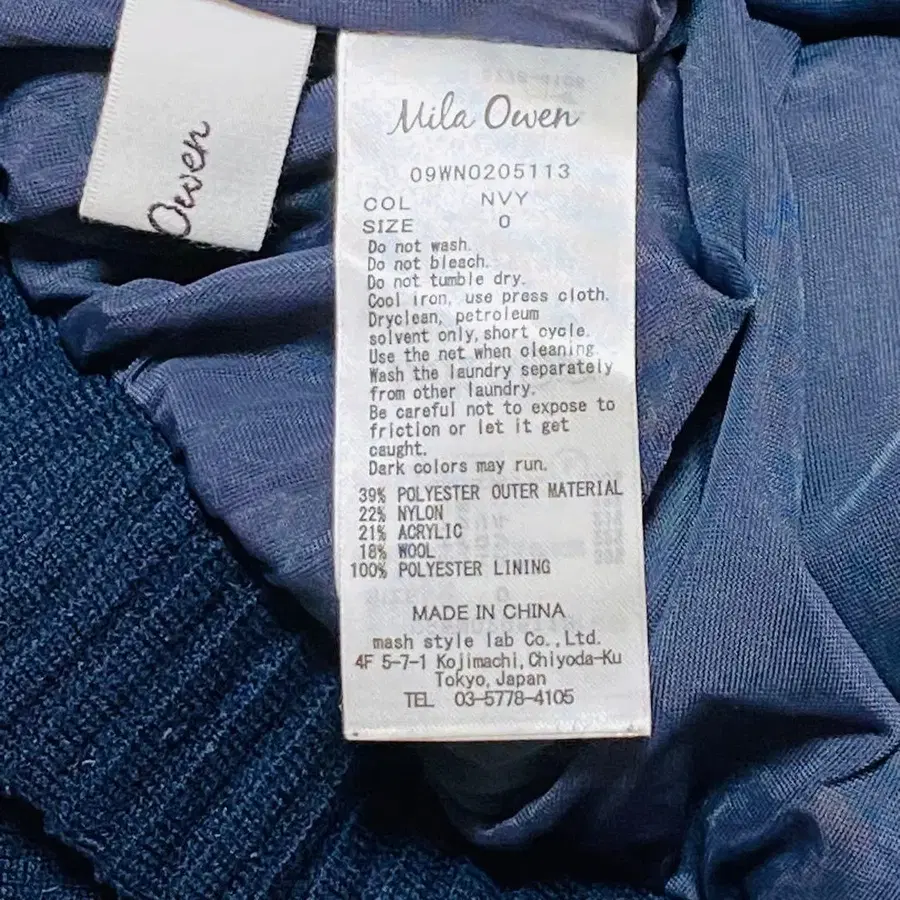 Owen
Mila Owen
09WN0205113
COL NVY
SIZE 0
Do not wash.
Do not bleach.
Do not tumble dry.
Cool iron, use press cloth.
Dryclean, petroleum
solvent only, short cycle.
Use the net when cleaning.
Wash the laundry separately
from other laundry.
Be careful not to expose to
friction or let it get
caught.
Dark colors may run.
39% POLYESTER OUTER MATERIAL
22% NYLON
21% ACRYLIC
18% WOOL
100% POLYESTER LINING
MADE IN CHINA
mash style lab Co.,Ltd.
4F 5-7-1 Kojimachi, Chiyoda-Ku
Tokyo, Japan
TEL 03-5778-4105